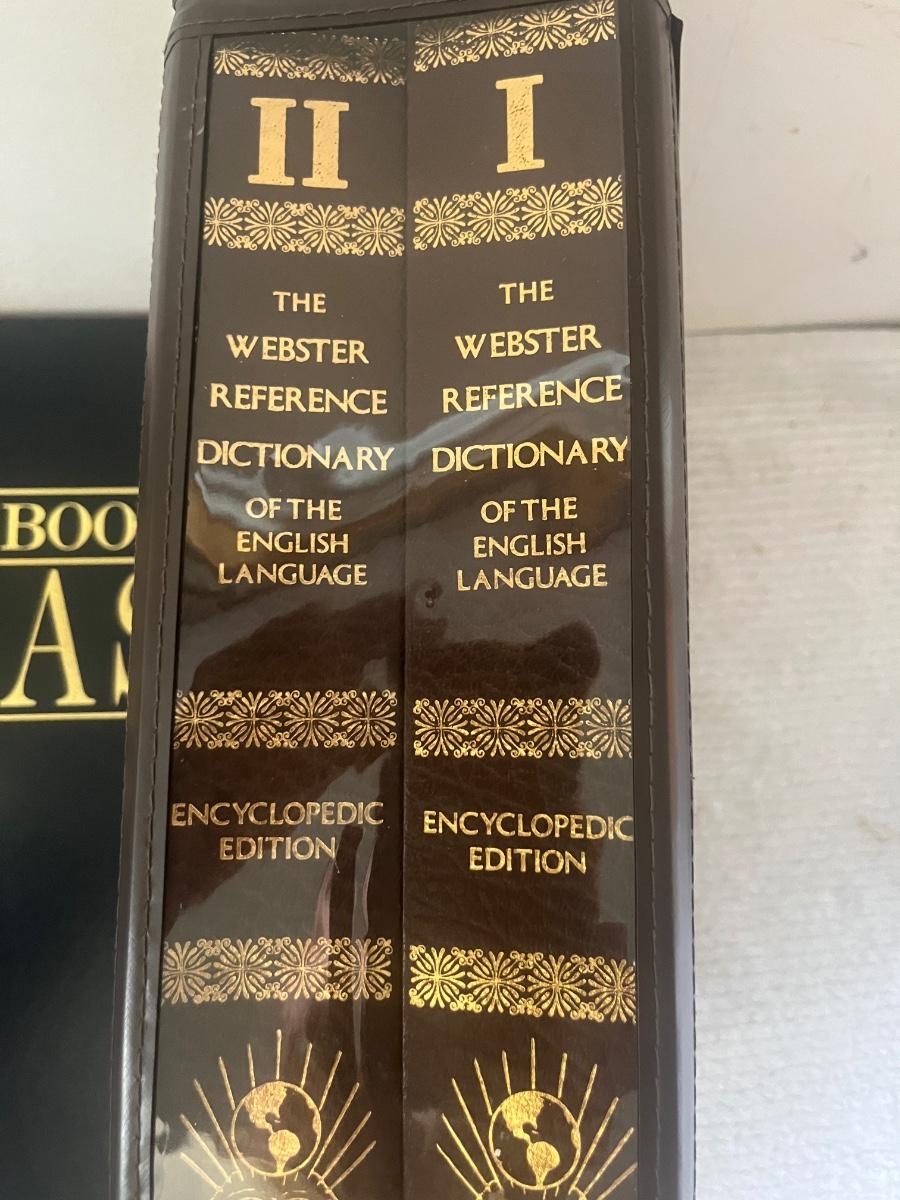 II
THE
WEBSTER
REFERENCE
DICTIONARY
OF THE
ENGLISH
LANGUAGE
ENCYCLOPEDIC
EDITION
I
THE
WEBSTER
REFERENCE
DICTIONARY
OF THE
ENGLISH
LANGUAGE
ENCYCLOPEDIC
EDITION
BOO
A